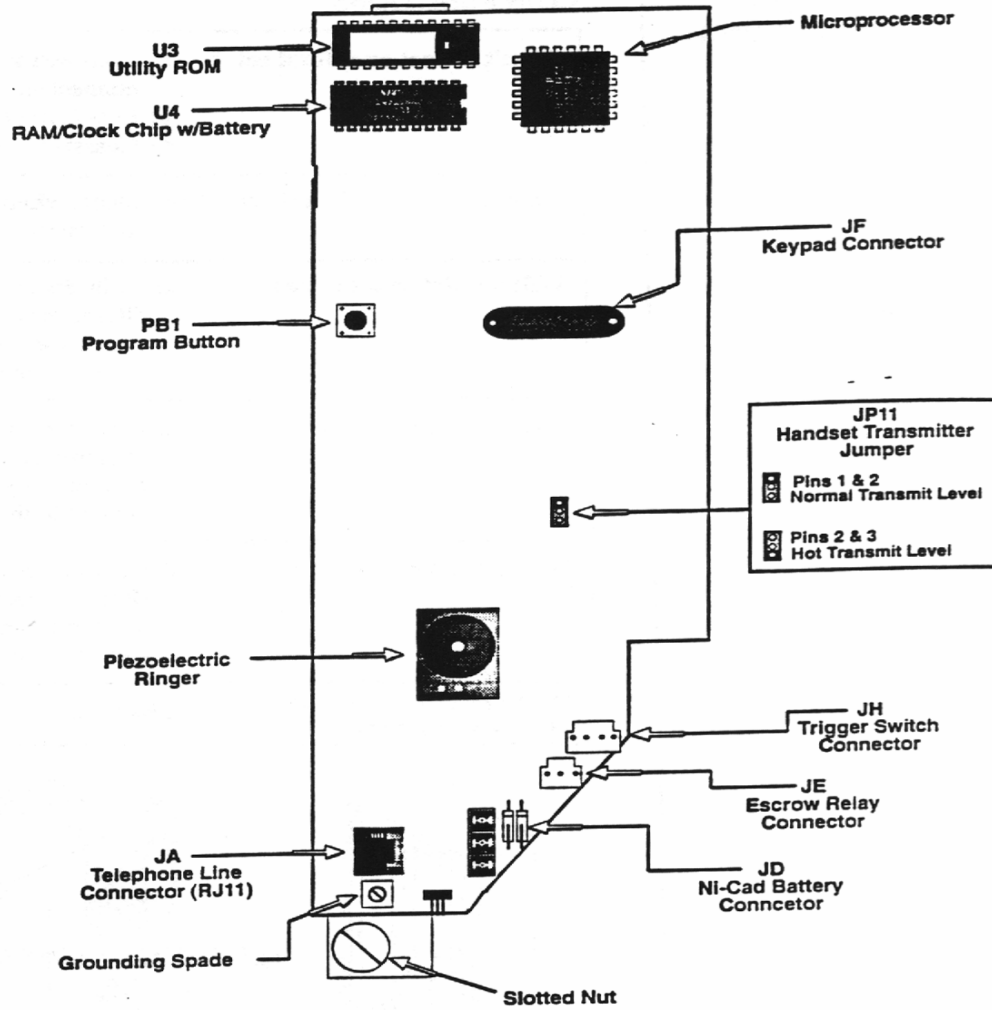 Microprocessor
U3
Utility ROM
U4
RAM/Clock Chip w/Battery
JF
Keypad Connector
PB1
Program Button
JP11
Handset Transmitter
Jumper
Pins 1 & 2
Normal Transmit Level
Pins 2 & 3
Hot Transmit Level
Piezoelectric
Ringer
JH
Trigger Switch
Connector
JE
Escrow Relay
Connector
JA
Telephone Line
Connector (RJ11)
JD
Ni-Cad Battery
Conncetor
Grounding Spade
Slotted Nut